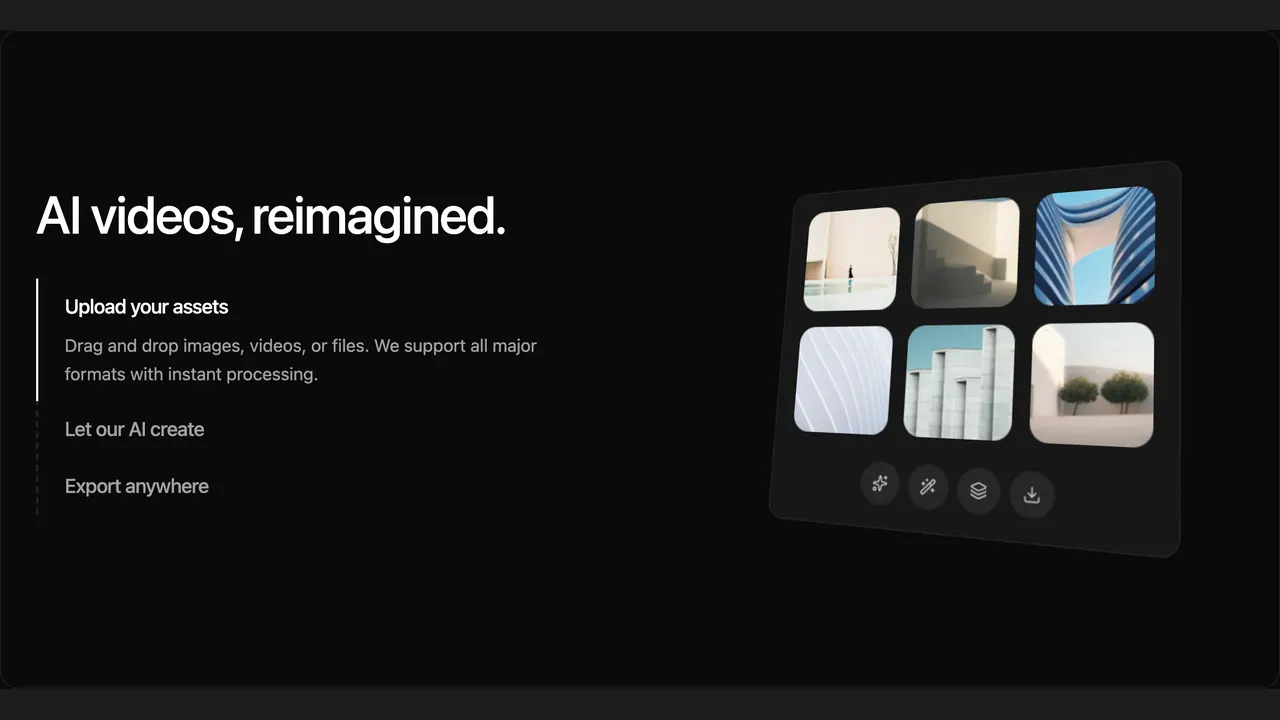 AI videos, reimagined.
Upload your assets
Drag and drop images, videos, or files. We support all major
formats with instant processing.
Let our AI create
Export anywhere